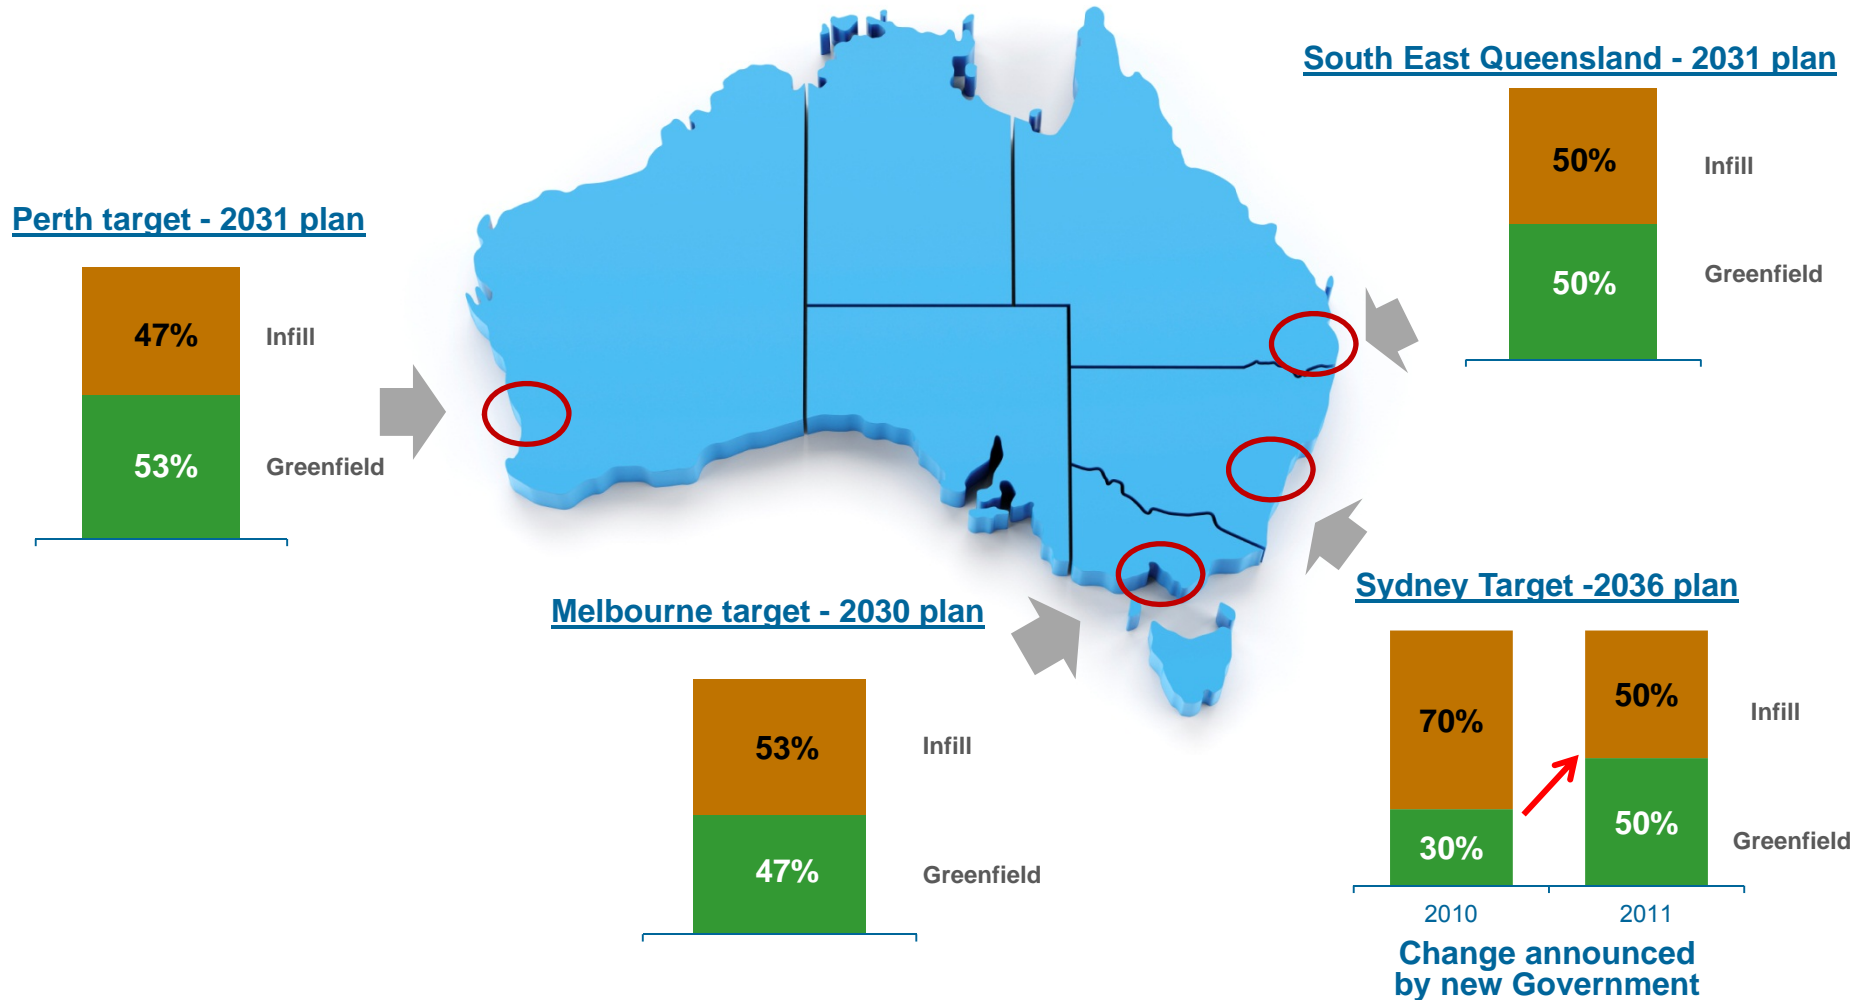 South East Queensland - 2031 plan
50%
Infill
50%
Greenfield
Perth target - 2031 plan
47%
Infill
53%
Greenfield
Melbourne target - 2030 plan
53%
Infill
47%
Greenfield
Sydney Target -2036 plan
70%
50%
Infill
30%
50%
Greenfield
2010
2011
Change announced
by new Government